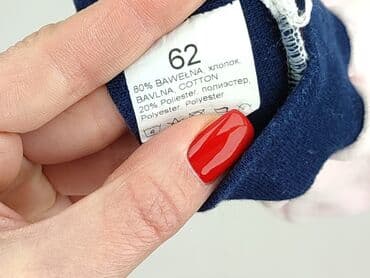 62
80% BAWEŁNA, хлопок,
BAVLNA, COTTON
20% Poliester, полиэстер,
Polyester, Polyester